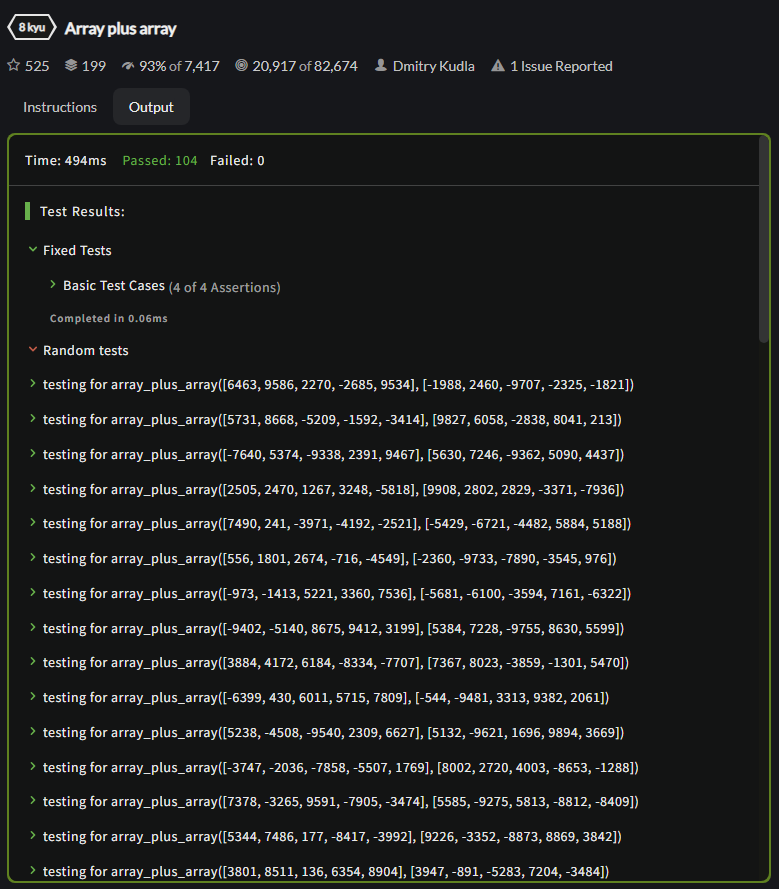 8 kyu Array plus array
525 199 93% of 7,417 20,917 of 82,674 Dmitry Kudla 1 Issue Reported
Instructions Output
Time: 494ms Passed: 104 Failed: 0
Test Results:
Fixed Tests
Basic Test Cases (4 of 4 Assertions)
Completed in 0.06ms
Random tests
testing for array_plus_array([6463, 9586, 2270, -2685, 9534], [-1988, 2460, -9707, -2325, -1821])
testing for array_plus_array([5731, 8668, -5209, -1592, -3414], [9827, 6058, -2838, 8041, 213])
testing for array_plus_array([-7640, 5374, -9338, 2391, 9467], [5630, 7246, -9362, 5090, 4437])
testing for array_plus_array([2505, 2470, 1267, 3248, -5818], [9908, 2802, 2829, -3371, -7936])
testing for array_plus_array([7490, 241, -3971, -4192, -2521], [-5429, -6721, -4482, 5884, 5188])
testing for array_plus_array([556, 1801, 2674, -716, -4549], [-2360, -9733, -7890, -3545, 976])
testing for array_plus_array([-973, -1413, 5221, 3360, 7536], [-5681, -6100, -3594, 7161, -6322])
testing for array_plus_array([-9402, -5140, 8675, 9412, 3199], [5384, 7228, -9755, 8630, 5599])
testing for array_plus_array([3884, 4172, 6184, -8334, -7707], [7367, 8023, -3859, -1301, 5470])
testing for array_plus_array([-6399, 430, 6011, 5715, 7809], [-544, -9481, 3313, 9382, 2061])
testing for array_plus_array([5238, -4508, -9540, 2309, 6627], [5132, -9621, 1696, 9894, 3669])
testing for array_plus_array([-3747, -2036, -7858, -5507, 1769], [8002, 2720, 4003, -8653, -1288])
testing for array_plus_array([7378, -3265, 9591, -7905, -3474], [5585, -9275, 5813, -8812, -8409])
testing for array_plus_array([5344, 7486, 177, -8417, -3992], [9226, -3352, -8873, 8869, 3842])
testing for array_plus_array([3801, 8511, 136, 6354, 8904], [3947, -891, -5283, 7204, -3484])